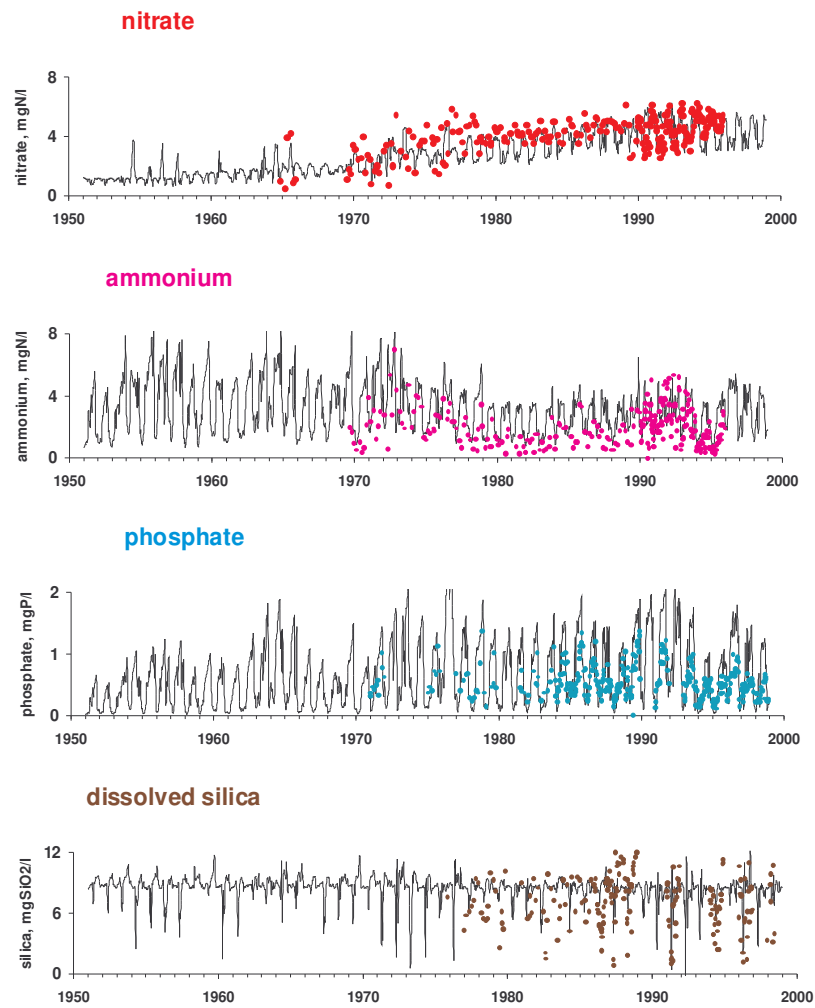 nitrate
8
4
0
nitrate, mgN/l
1950 1960 1970 1980 1990 2000
ammonium
8
4
0
ammonium, mgN/l
1950 1960 1970 1980 1990 2000
phosphate
2
1
0
phosphate, mgP/l
1950 1960 1970 1980 1990 2000
dissolved silica
12
6
0
silica, mgSiO2/l
1950 1960 1970 1980 1990 2000